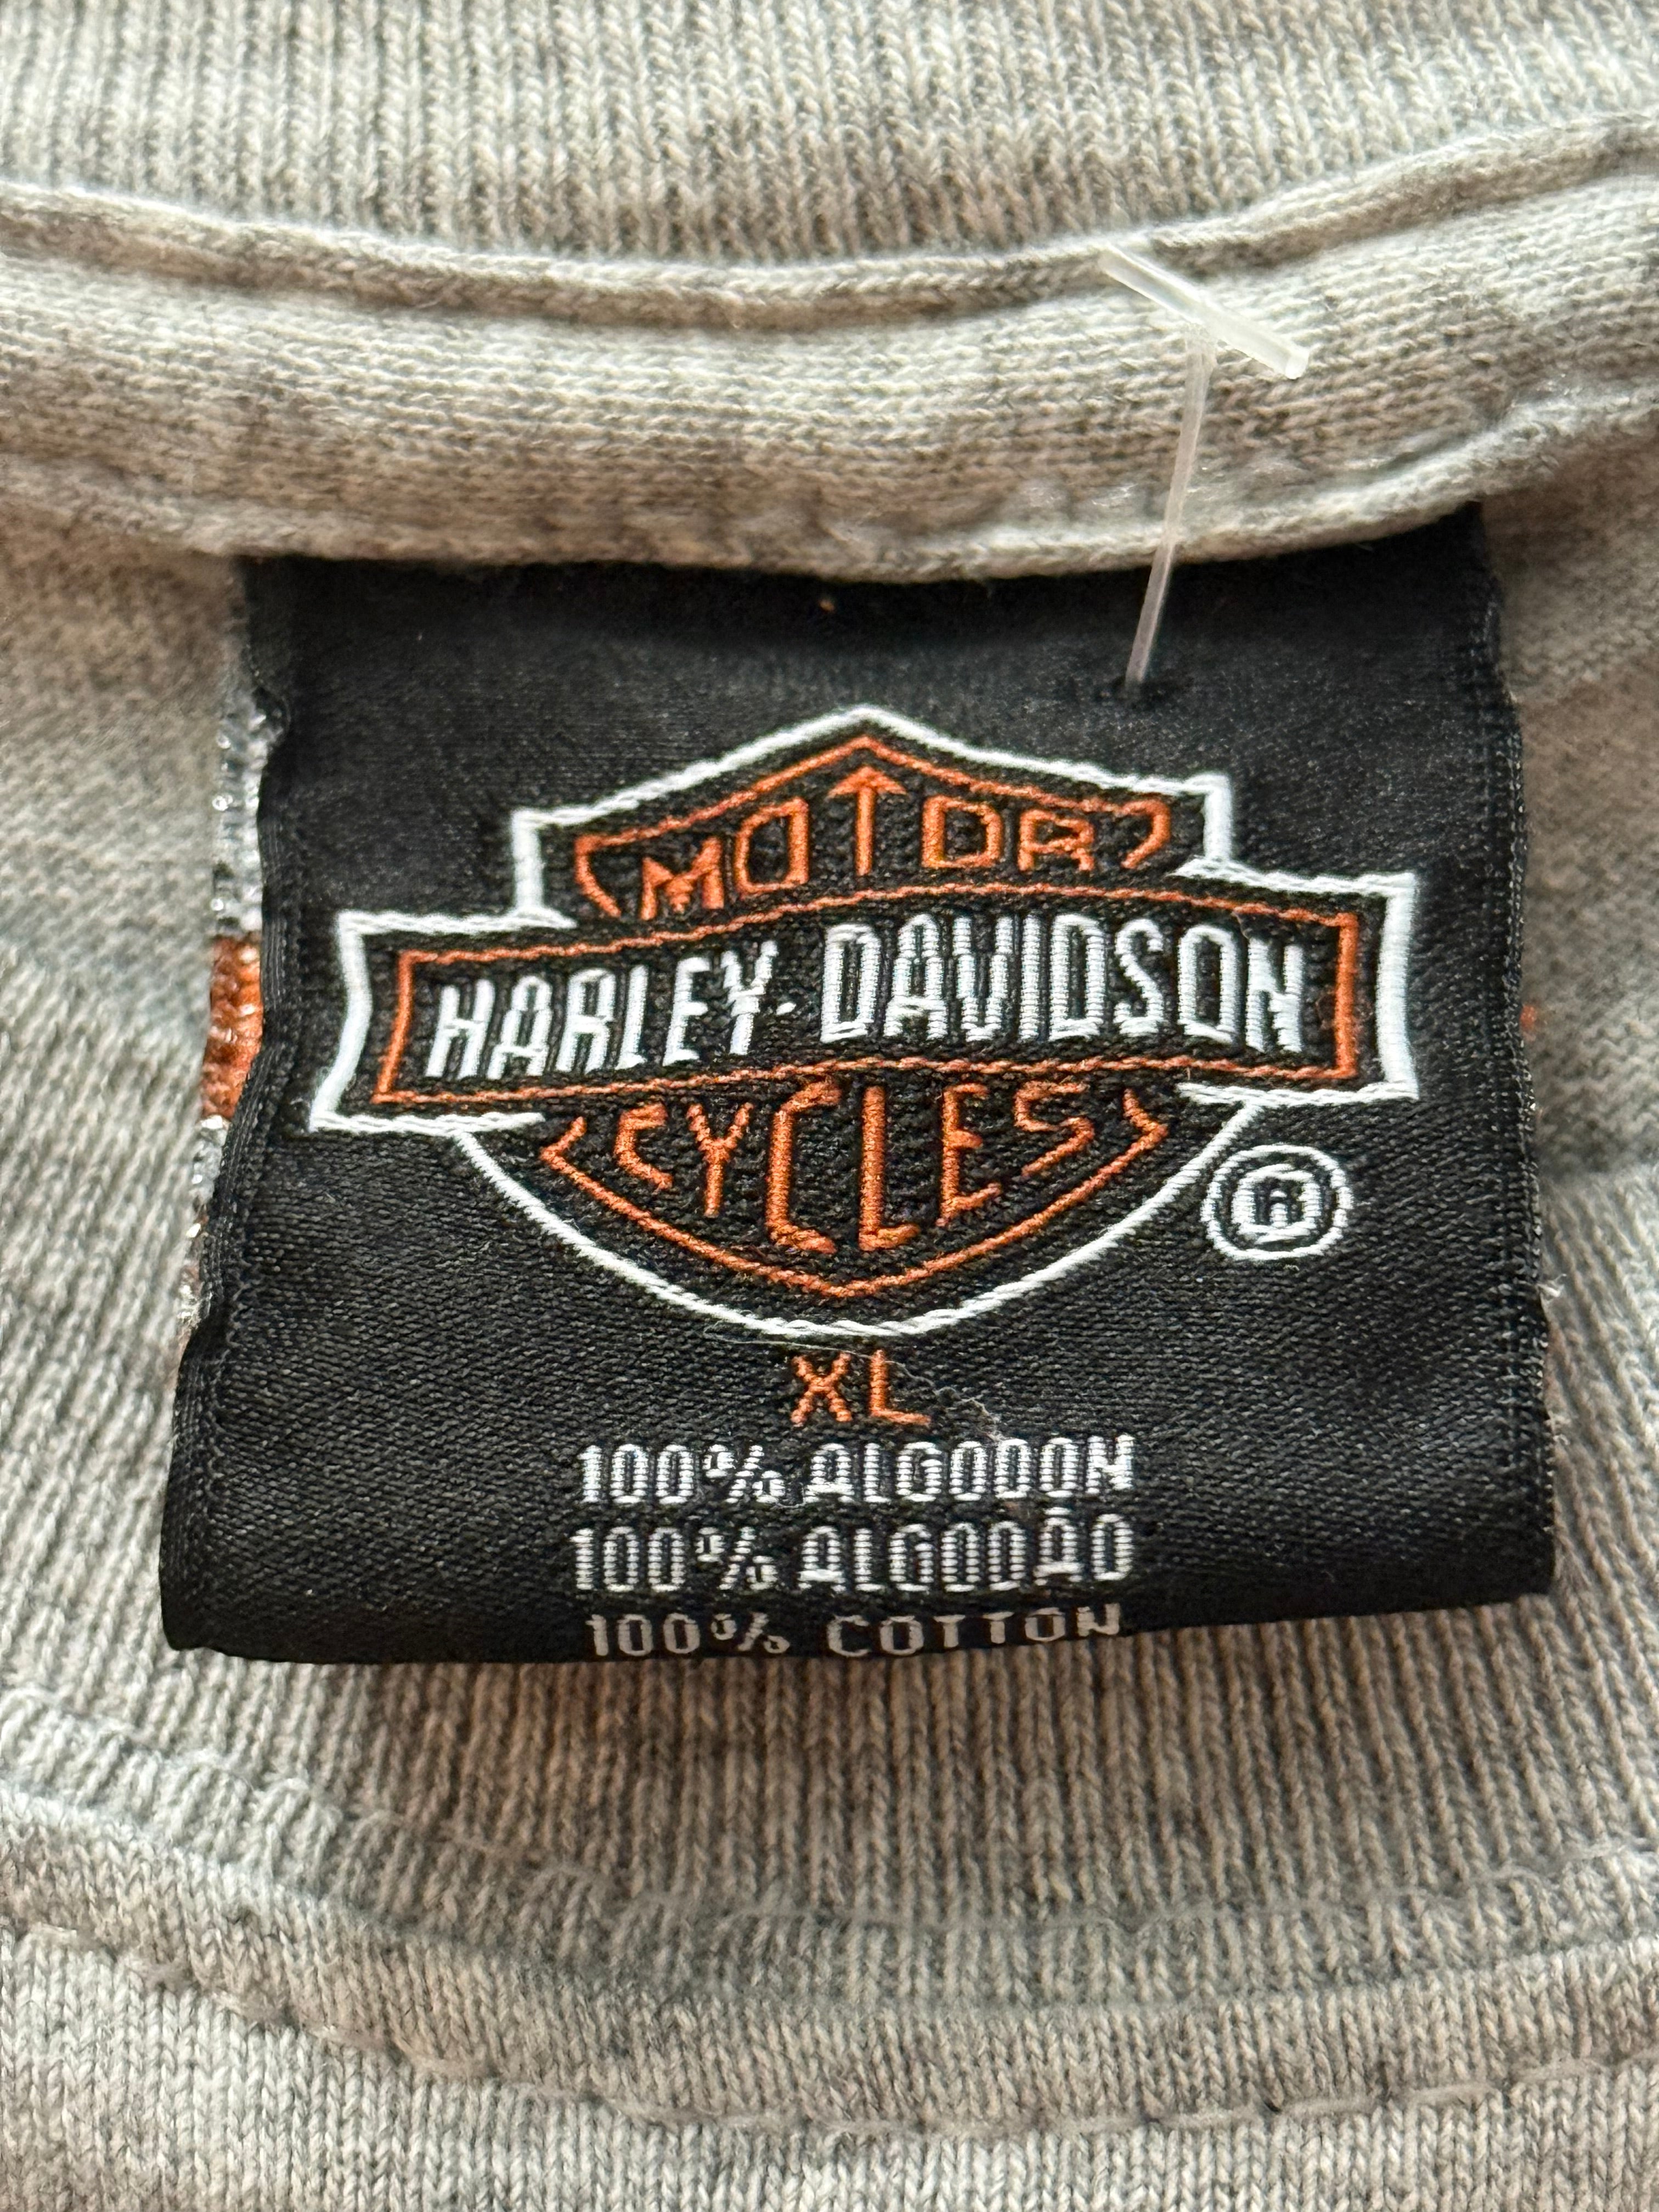 MOTOR
HARLEY-DAVIDSON
CYCLES
®
XL
100% ALGODON
100% ALGODÃO
100% COTTON